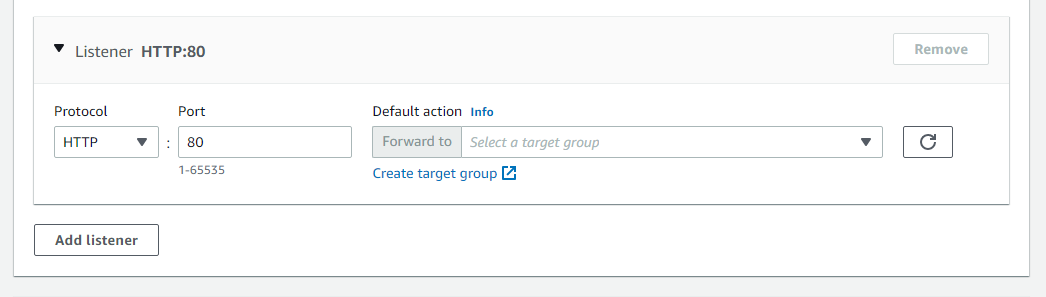 Listener HTTP:80
Remove
Protocol
Port
Default action Info
HTTP
:
80
Forward to
Select a target group
1-65535
Create target group
Add listener